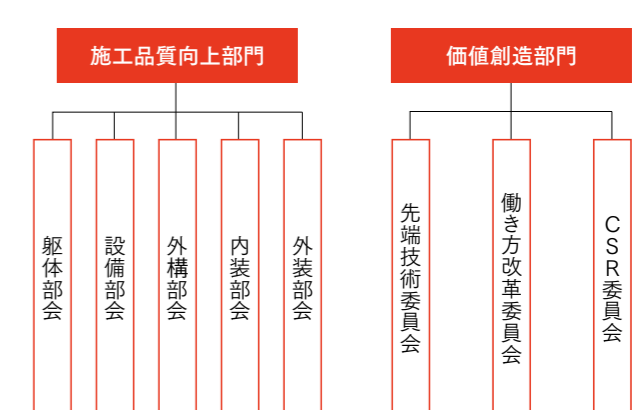 施工品質向上部門
価値創造部門
躯体部会
設備部会
外構部会
内装部会
外装部会
先端技術委員会
働き方改革委員会
CSR委員会